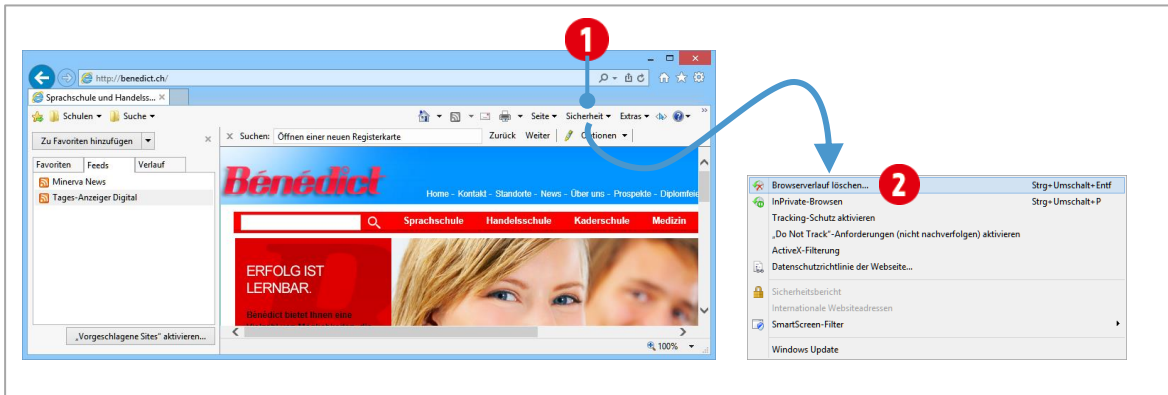 1
http://benedict.ch/
Sprachschule und Handelss...
Schulen Suche
Seite Sicherheit Extras
Zu Favoriten hinzufügen
Suchen: Öffnen einer neuen Registerkarte Zurück Weiter Optionen
Favoriten Feeds Verlauf
Minerva News
Tages-Anzeiger Digital
Bénédict
Home - Kontakt - Standorte - News - Über uns - Prospekte - Diplomfeie
Sprachschule Handelsschule Kaderschule Medizin
ERFOLG IST
LERNBAR.
Bénédict bietet Ihnen eine
„Vorgeschlagene Sites" aktivieren...
100%
Browserverlauf löschen... 2 Strg+Umschalt+Entf
InPrivate-Browsen Strg+Umschalt+P
Tracking-Schutz aktivieren
„Do Not Track"-Anforderungen (nicht nachverfolgen) aktivieren
ActiveX-Filterung
Datenschutzrichtlinie der Webseite...
Sicherheitsbericht
Internationale Websiteadressen
SmartScreen-Filter
Windows Update